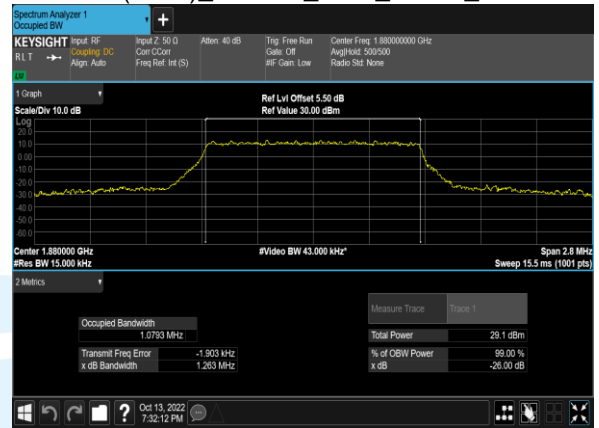 Spectrum Analyzer 1
Occupied BW
+
KEYSIGHT
Input: RF
Coupling: DC
Align: Auto
Input Z: 50 Ω
Corr CCorr
Freq Ref: Int (S)
Atten: 40 dB
Trig: Free Run
Gate: Off
#IF Gain: Low
Center Freq: 1.880000000 GHz
Avg|Hold: 500/500
Radio Std: None
R L T
LXI
1 Graph
Scale/Div 10.0 dB
Ref Lvl Offset 5.50 dB
Ref Value 30.00 dBm
Log
20.0
10.0
0.00
-10.0
-20.0
-30.0
-40.0
-50.0
-60.0
Center 1.880000 GHz
#Res BW 15.000 kHz
#Video BW 43.000 kHz*
Span 2.8 MHz
Sweep 15.5 ms (1001 pts)
2 Metrics
Measure Trace
Trace 1
Occupied Bandwidth
1.0793 MHz
Total Power
29.1 dBm
Transmit Freq Error
-1.903 kHz
% of OBW Power
99.00 %
x dB Bandwidth
1.263 MHz
x dB
-26.00 dB
?
Oct 13, 2022
7:32:12 PM